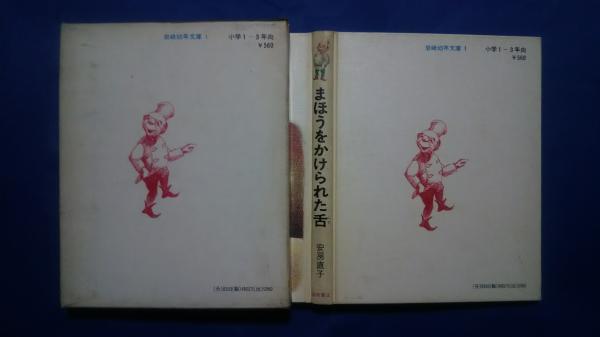 岩崎幼年文庫 1
小学1-3年向
¥560
まほうをかけられた舌
安房直子
岩崎幼年文庫 1
小学1-3年向
¥560